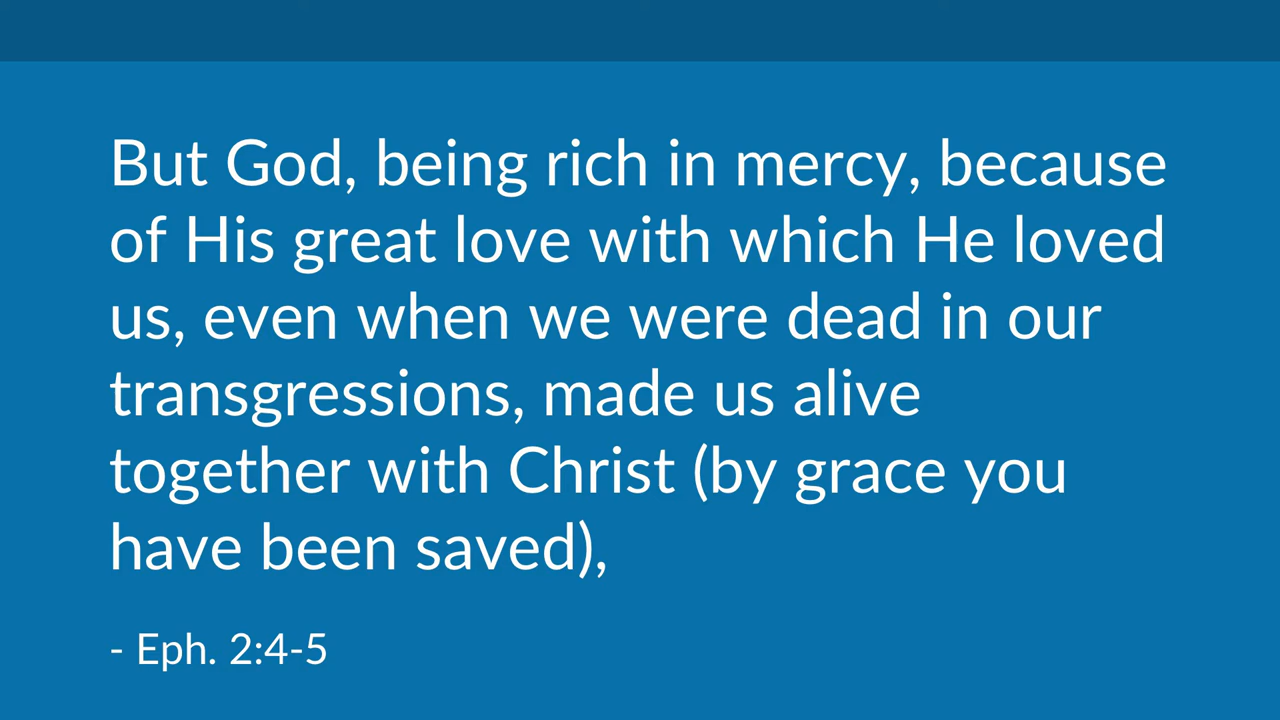 But God, being rich in mercy, because
of His great love with which He loved
us, even when we were dead in our
transgressions, made us alive
together with Christ (by grace you
have been saved),
- Eph. 2:4-5